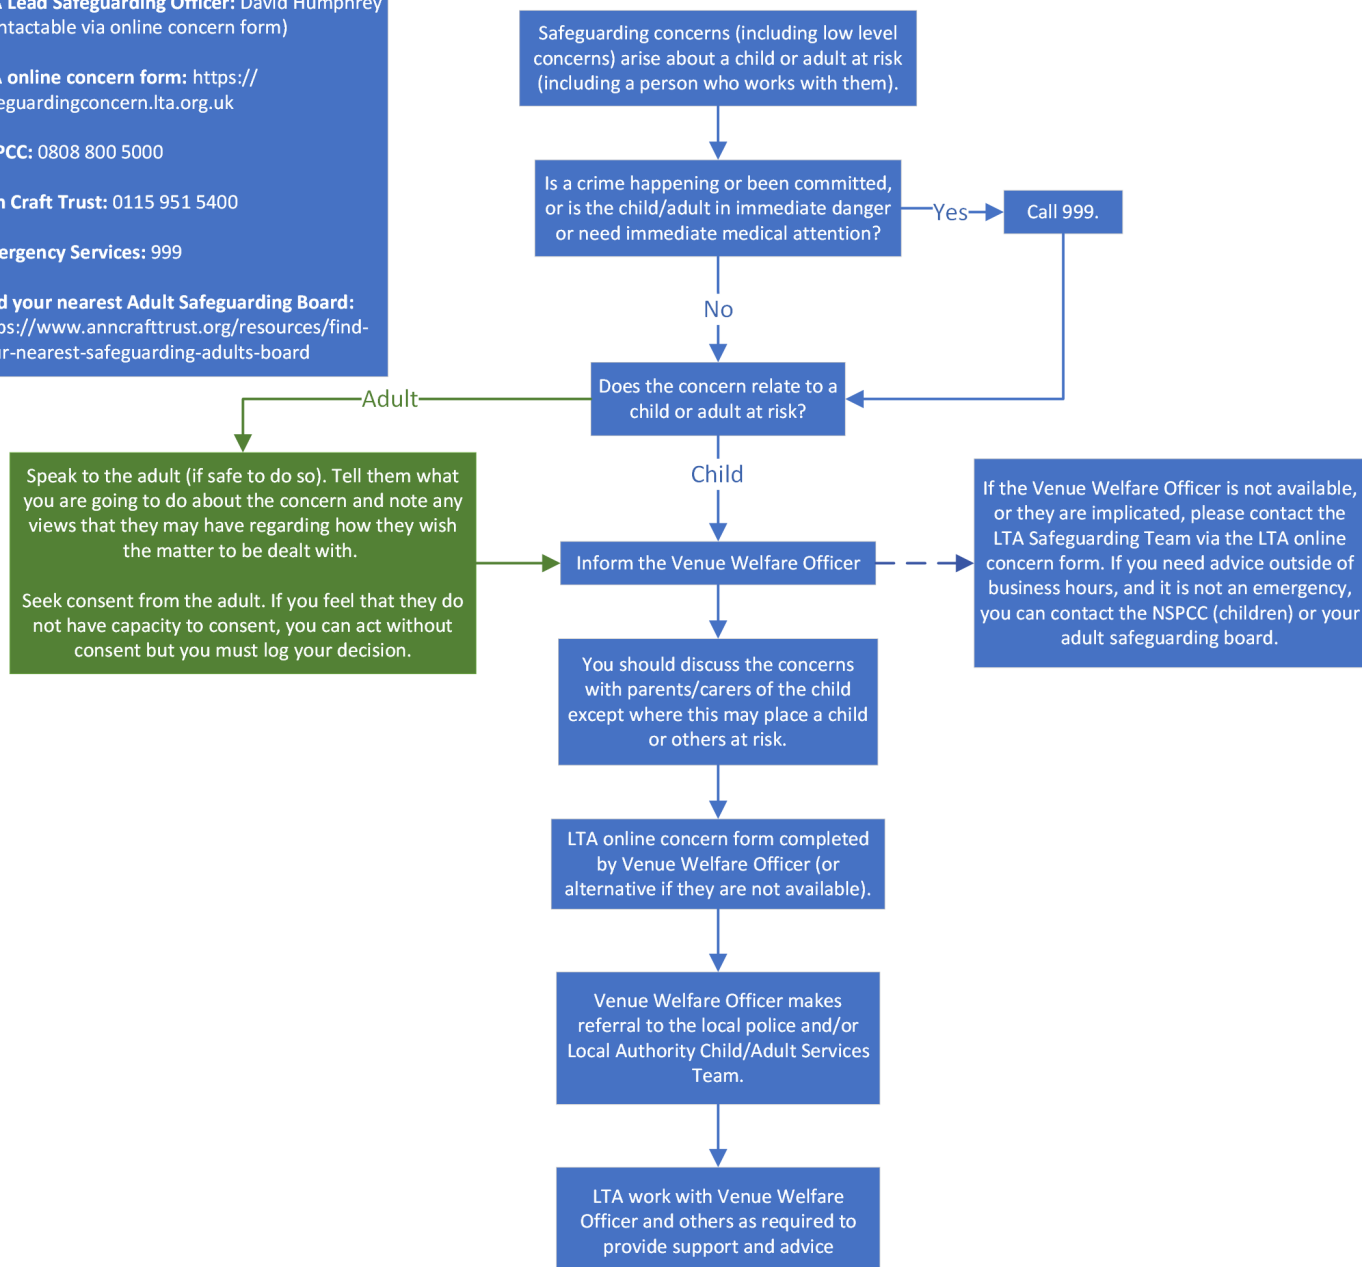 Lead Safeguarding Officer: David Humphrey
ntactable via online concern form)
online concern form: https://
eguardingconcern.lta.org.uk
PCC: 0808 800 5000
n Craft Trust: 0115 951 5400
ergency Services: 999
d your nearest Adult Safeguarding Board:
ps://www.anncrafttrust.org/resources/find-
r-nearest-safeguarding-adults-board
Safeguarding concerns (including low level
concerns) arise about a child or adult at risk
(including a person who works with them).
Is a crime happening or been committed,
or is the child/adult in immediate danger
or need immediate medical attention?
Yes
Call 999.
No
Does the concern relate to a
child or adult at risk?
Adult
Child
Speak to the adult (if safe to do so). Tell them what
you are going to do about the concern and note any
views that they may have regarding how they wish
the matter to be dealt with.
Seek consent from the adult. If you feel that they do
not have capacity to consent, you can act without
consent but you must log your decision.
Inform the Venue Welfare Officer
If the Venue Welfare Officer is not available,
or they are implicated, please contact the
LTA Safeguarding Team via the LTA online
concern form. If you need advice outside of
business hours, and it is not an emergency,
you can contact the NSPCC (children) or your
adult safeguarding board.
You should discuss the concerns
with parents/carers of the child
except where this may place a child
or others at risk.
LTA online concern form completed
by Venue Welfare Officer (or
alternative if they are not available).
Venue Welfare Officer makes
referral to the local police and/or
Local Authority Child/Adult Services
Team.
LTA work with Venue Welfare
Officer and others as required to
provide support and advice